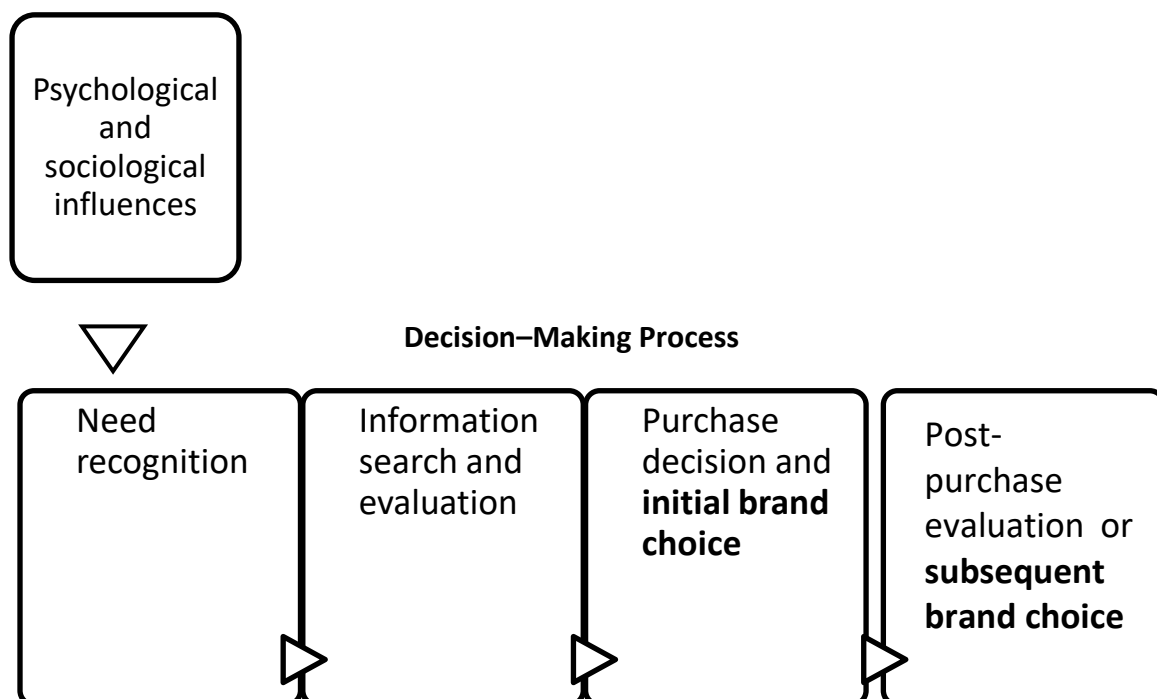 Psychological
and
sociological
influences
Decision–Making Process
Need
recognition
Information
search and
evaluation
Purchase
decision and
initial brand
choice
Post-
purchase
evaluation or
subsequent
brand choice